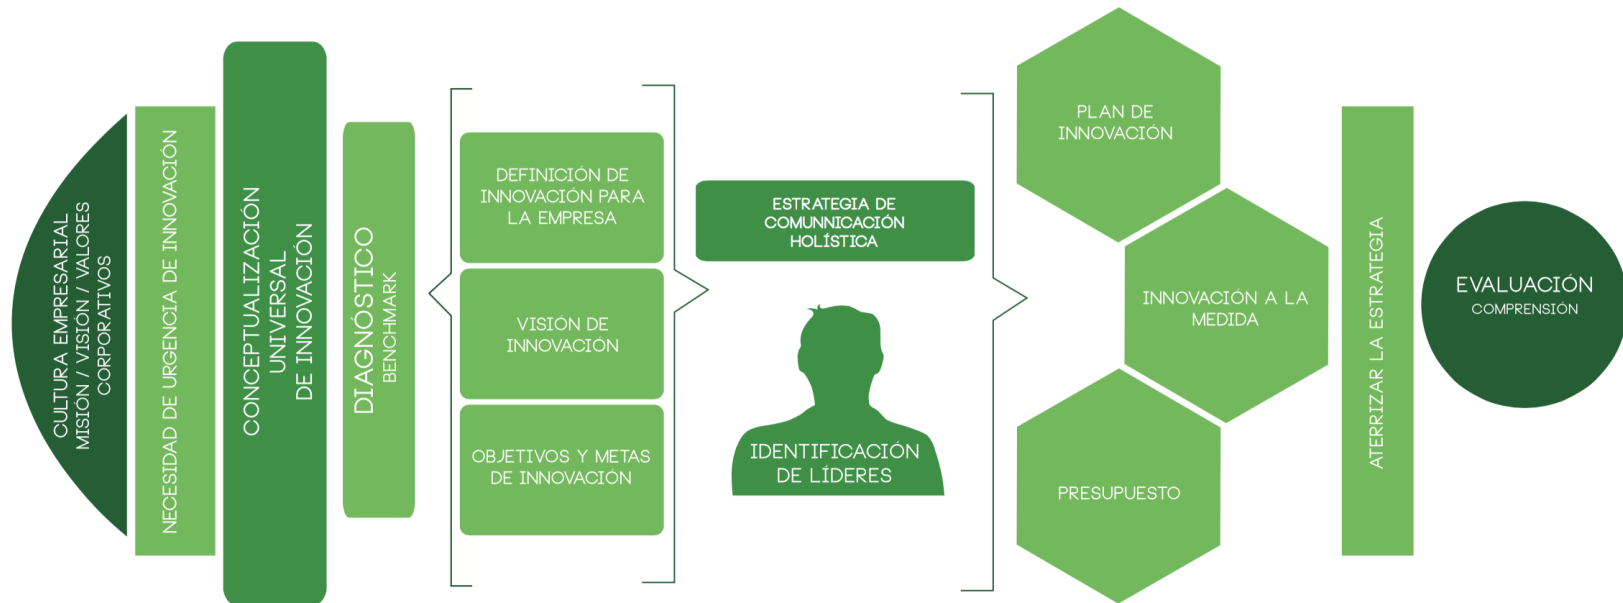 CULTURA EMPRESARIAL
MISIÓN / VISIÓN / VALORES
CORPORATIVOS
NECESIDAD DE URGENCIA DE INNOVACIÓN
CONCEPTUALIZACIÓN
UNIVERSAL
DE INNOVACIÓN
DIAGNÓSTICO
BENCHMARK
DEFINICIÓN DE
INNOVACIÓN PARA
LA EMPRESA
VISIÓN DE
INNOVACIÓN
OBJETIVOS Y METAS
DE INNOVACIÓN
ESTRATEGIA DE
COMUNNICACIÓN
HOLÍSTICA
IDENTIFICACIÓN
DE LÍDERES
PLAN DE
INNOVACIÓN
INNOVACIÓN A LA
MEDIDA
PRESUPUESTO
ATERRIZAR LA ESTRATEGIA
EVALUACIÓN
COMPRENSIÓN